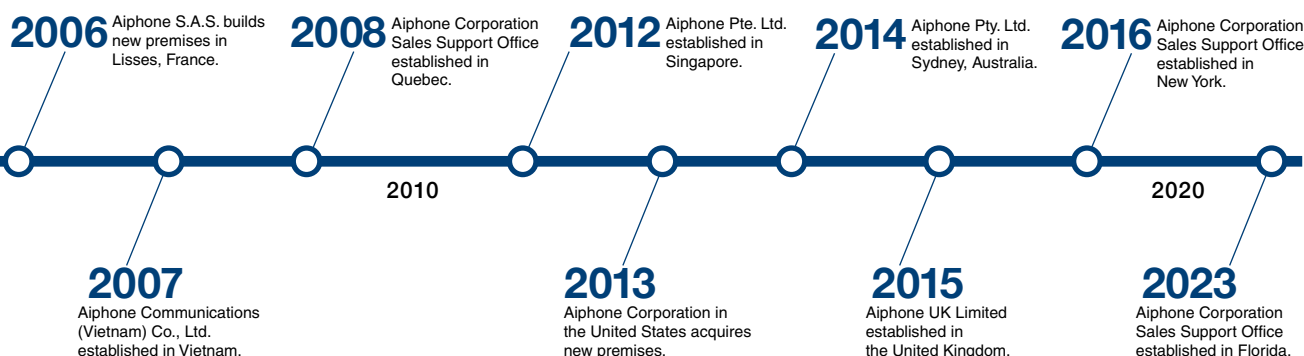 2006
Aiphone S.A.S. builds
new premises in
Lisses, France.
2008
Aiphone Corporation
Sales Support Office
established in
Quebec.
2012
Aiphone Pte. Ltd.
established in
Singapore.
2014
Aiphone Pty. Ltd.
established in
Sydney, Australia.
2016
Aiphone Corporation
Sales Support Office
established in
New York.
2010
2020
2007
Aiphone Communications
(Vietnam) Co., Ltd.
established in Vietnam.
2013
Aiphone Corporation in
the United States acquires
new premises.
2015
Aiphone UK Limited
established in
the United Kingdom.
2023
Aiphone Corporation
Sales Support Office
established in Florida.